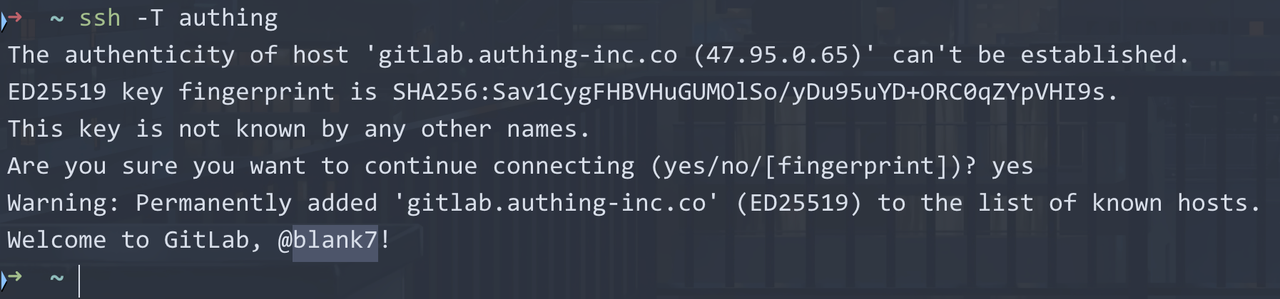 ➜ ~ ssh -T authing
The authenticity of host 'gitlab.authing-inc.co (47.95.0.65)' can't be established.
ED25519 key fingerprint is SHA256:Sav1CygFHBVHuGUMOlSo/yDu95uYD+ORC0qZYpVHI9s.
This key is not known by any other names.
Are you sure you want to continue connecting (yes/no/[fingerprint])? yes
Warning: Permanently added 'gitlab.authing-inc.co' (ED25519) to the list of known hosts.
Welcome to GitLab, @blank7!
➜ ~